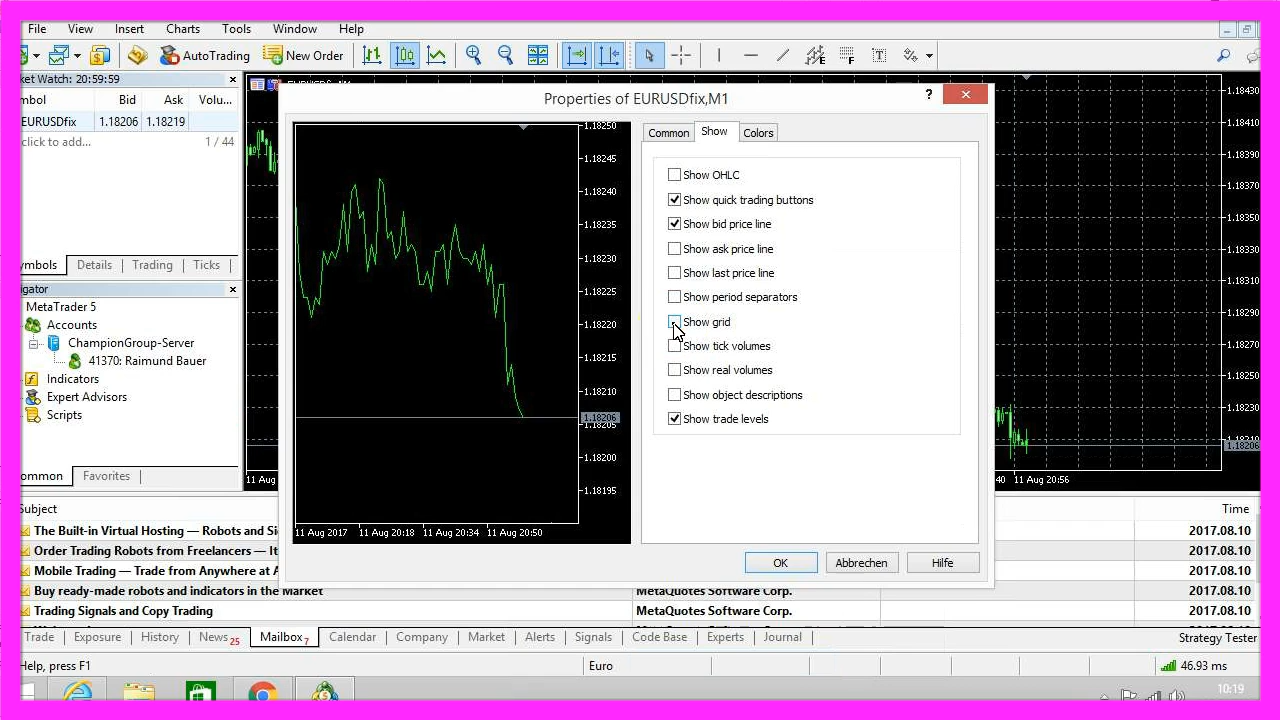 File View Insert Charts Tools Window Help
AutoTrading New Order
ket Watch: 20:59:59
mbol Bid Ask Volu...
EURUSDfix 1.18206 1.18219
click to add... 1 / 44
ymbols Details Trading Ticks
vigator
MetaTrader 5
Accounts
ChampionGroup-Server
41370: Raimund Bauer
Indicators
Expert Advisors
Scripts
ommon Favorites
Properties of EURUSDfix,M1
?
Common Show Colors
Show OHLC
Show quick trading buttons
Show bid price line
Show ask price line
Show last price line
Show period separators
Show grid
Show tick volumes
Show real volumes
Show object descriptions
Show trade levels
OK Abbrechen Hilfe
1.18250
1.18245
1.18240
1.18235
1.18230
1.18225
1.18220
1.18215
1.18210
1.18206
1.18205
1.18200
1.18195
11 Aug 2017 11 Aug 20:18 11 Aug 20:34 11 Aug 20:50
1.18430
1.18410
1.18390
1.18370
1.18350
1.18330
1.18310
1.18290
1.18270
1.18250
1.18230
1.18210
1.18206
11 Aug
:40 11 Aug 20:56
Subject Time
The Built-in Virtual Hosting — Robots and Si 2017.08.10
Order Trading Robots from Freelancers — It 2017.08.10
Mobile Trading — Trade from Anywhere at A 2017.08.10
Buy ready-made robots and indicators in the Market MetaQuotes Software Corp. 2017.08.10
Trading Signals and Copy Trading MetaQuotes Software Corp. 2017.08.10
Trade Exposure History News 25 Mailbox 7 Calendar Company Market Alerts Signals Code Base Experts Journal Strategy Tester
Help, press F1 Euro 46.93 ms
10:19